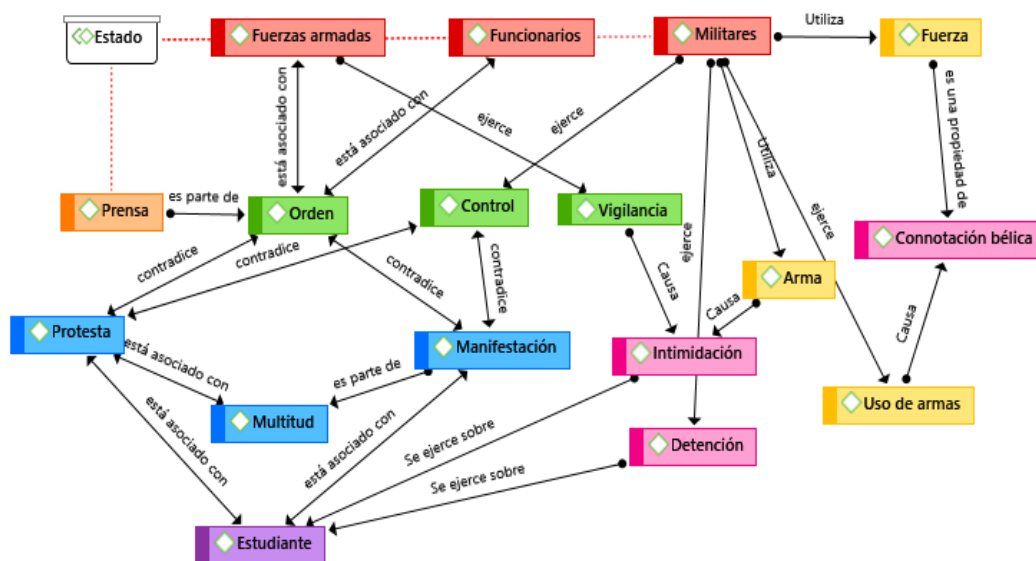 Estado
Fuerzas armadas
Funcionarios
Militares
Utiliza
Fuerza
está asociado con
está asociado con
ejerce
ejerce
Utiliza
ejerce
ejerce
es una propiedad de
Prensa
es parte de
Orden
Control
Vigilancia
Connotación bélica
contradice
contradice
contradice
contradice
Causa
Causa
Arma
Causa
Protesta
Manifestación
Intimidación
está asociado con
es parte de
Multitud
Uso de armas
está asociado con
está asociado con
Se ejerce sobre
Detención
Se ejerce sobre
Estudiante